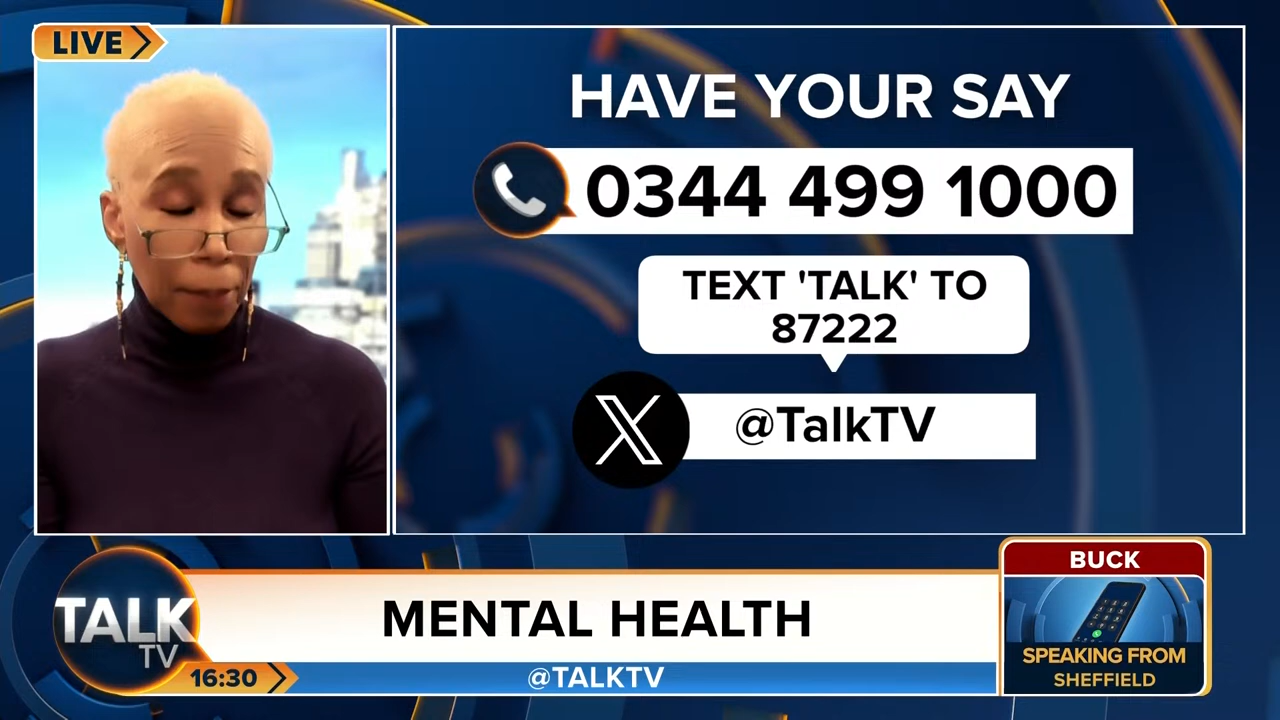 LIVE
HAVE YOUR SAY
0344 499 1000
TEXT 'TALK' TO
87222
@TalkTV
BUCK
MENTAL HEALTH
TALK
TV
16:30
@TALKTV
SPEAKING FROM
SHEFFIELD